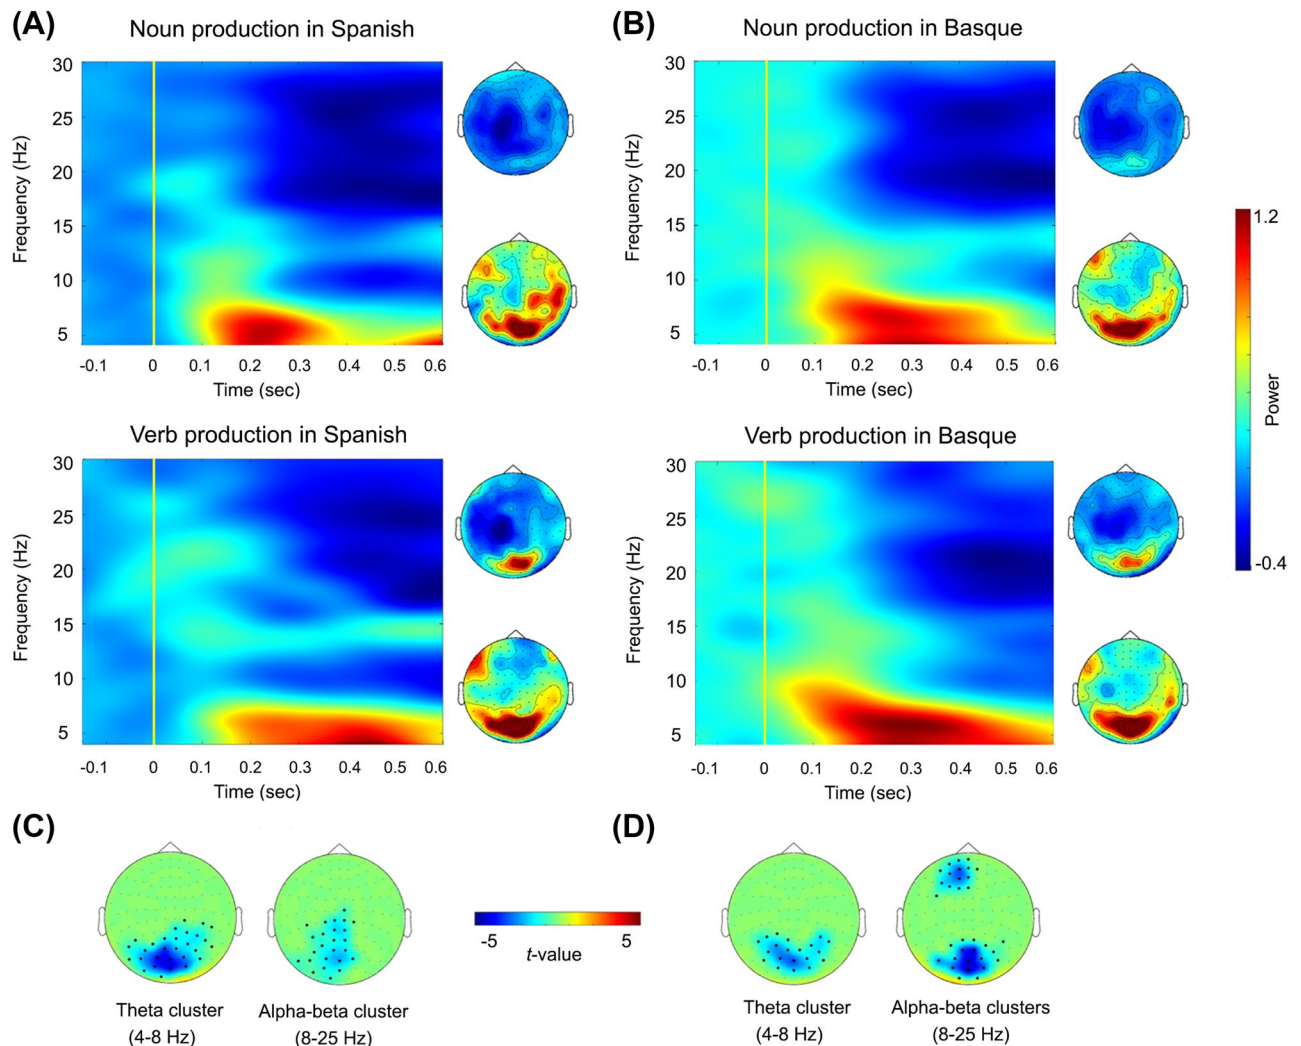 (A)
Noun production in Spanish
30
25
20
15
10
5
Frequency (Hz)
-0.1 0 0.1 0.2 0.3 0.4 0.5 0.6
Time (sec)
(B)
Noun production in Basque
30
25
20
15
10
5
Frequency (Hz)
-0.1 0 0.1 0.2 0.3 0.4 0.5 0.6
Time (sec)
1.2
Power
-0.4
Verb production in Spanish
30
25
20
15
10
5
Frequency (Hz)
-0.1 0 0.1 0.2 0.3 0.4 0.5 0.6
Time (sec)
Verb production in Basque
30
25
20
15
10
5
Frequency (Hz)
-0.1 0 0.1 0.2 0.3 0.4 0.5 0.6
Time (sec)
(C)
Theta cluster
(4-8 Hz)
Alpha-beta cluster
(8-25 Hz)
-5 5
t-value
(D)
Theta cluster
(4-8 Hz)
Alpha-beta clusters
(8-25 Hz)